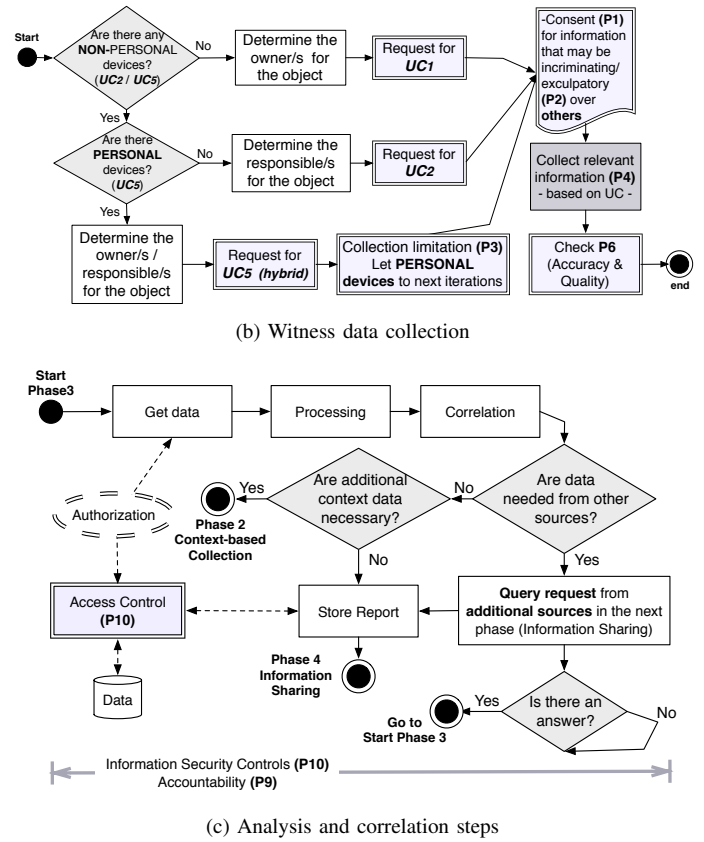 Start
Are there any
NON-PERSONAL
devices?
(UC2 / UC5)
No
Determine the
owner/s for
the object
Request for
UC1
-Consent (P1)
for information
that may be
incriminating/
exculpatory
(P2) over
others
Yes
Are there
PERSONAL
devices?
(UC5)
No
Determine the
responsible/s
for the object
Request for
UC2
Collect relevant
information (P4)
- based on UC -
Yes
Determine the
owner/s /
responsible/s
for the object
Request for
UC5 (hybrid)
Collection limitation (P3)
Let PERSONAL
devices to next iterations
Check P6
(Accuracy &
Quality)
end
(b) Witness data collection
Start
Phase3
Get data
Processing
Correlation
Are data
needed from other
sources?
No
Are additional
context data
necessary?
Yes
Phase 2
Context-based
Collection
Authorization
No
Yes
Access Control
(P10)
Store Report
Query request from
additional sources in the next
phase (Information Sharing)
Data
Phase 4
Information
Sharing
Is there an
answer?
Yes
No
Go to
Start Phase 3
Information Security Controls (P10)
Accountability (P9)
(c) Analysis and correlation steps